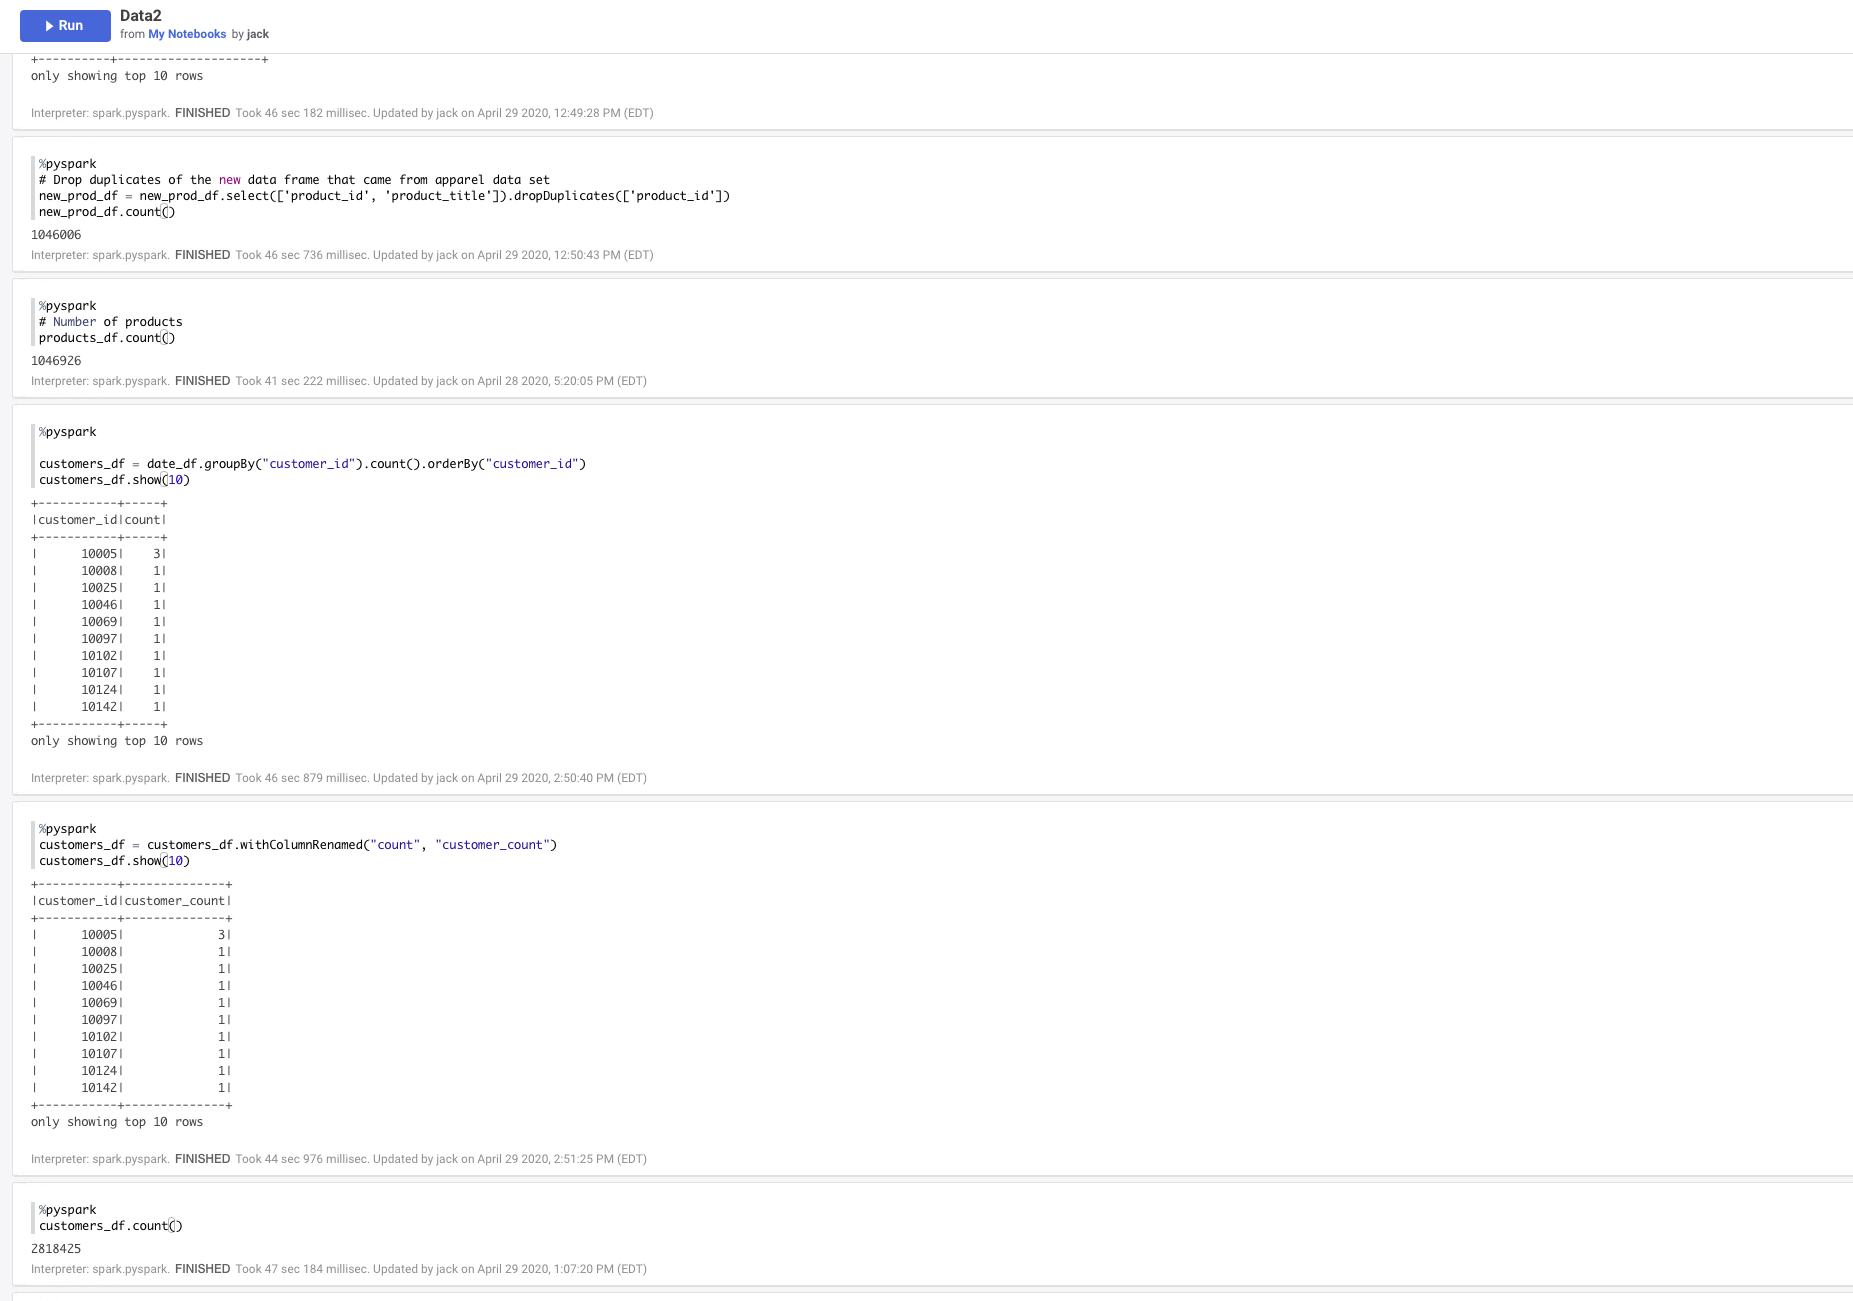 Run
Data2
from My Notebooks by jack
+----------+--------------------+
only showing top 10 rows
Interpreter: spark.pyspark. FINISHED Took 46 sec 182 millisec. Updated by jack on April 29 2020, 12:49:28 PM (EDT)
%pyspark
# Drop duplicates of the new data frame that came from apparel data set
new_prod_df = new_prod_df.select(['product_id', 'product_title']).dropDuplicates(['product_id'])
new_prod_df.count()
1046006
Interpreter: spark.pyspark. FINISHED Took 46 sec 736 millisec. Updated by jack on April 29 2020, 12:50:43 PM (EDT)
%pyspark
# Number of products
products_df.count()
1046926
Interpreter: spark.pyspark. FINISHED Took 41 sec 222 millisec. Updated by jack on April 28 2020, 5:20:05 PM (EDT)
%pyspark
customers_df = date_df.groupBy("customer_id").count().orderBy("customer_id")
customers_df.show(10)
+-----------+-----+
|customer_id|count|
+-----------+-----+
|      10005|    3|
|      10008|    1|
|      10025|    1|
|      10046|    1|
|      10069|    1|
|      10097|    1|
|      10102|    1|
|      10107|    1|
|      10124|    1|
|      10142|    1|
+-----------+-----+
only showing top 10 rows
Interpreter: spark.pyspark. FINISHED Took 46 sec 879 millisec. Updated by jack on April 29 2020, 2:50:40 PM (EDT)
%pyspark
customers_df = customers_df.withColumnRenamed("count", "customer_count")
customers_df.show(10)
+-----------+--------------+
|customer_id|customer_count|
+-----------+--------------+
|      10005|             3|
|      10008|             1|
|      10025|             1|
|      10046|             1|
|      10069|             1|
|      10097|             1|
|      10102|             1|
|      10107|             1|
|      10124|             1|
|      10142|             1|
+-----------+--------------+
only showing top 10 rows
Interpreter: spark.pyspark. FINISHED Took 44 sec 976 millisec. Updated by jack on April 29 2020, 2:51:25 PM (EDT)
%pyspark
customers_df.count()
2818425
Interpreter: spark.pyspark. FINISHED Took 47 sec 184 millisec. Updated by jack on April 29 2020, 1:07:20 PM (EDT)